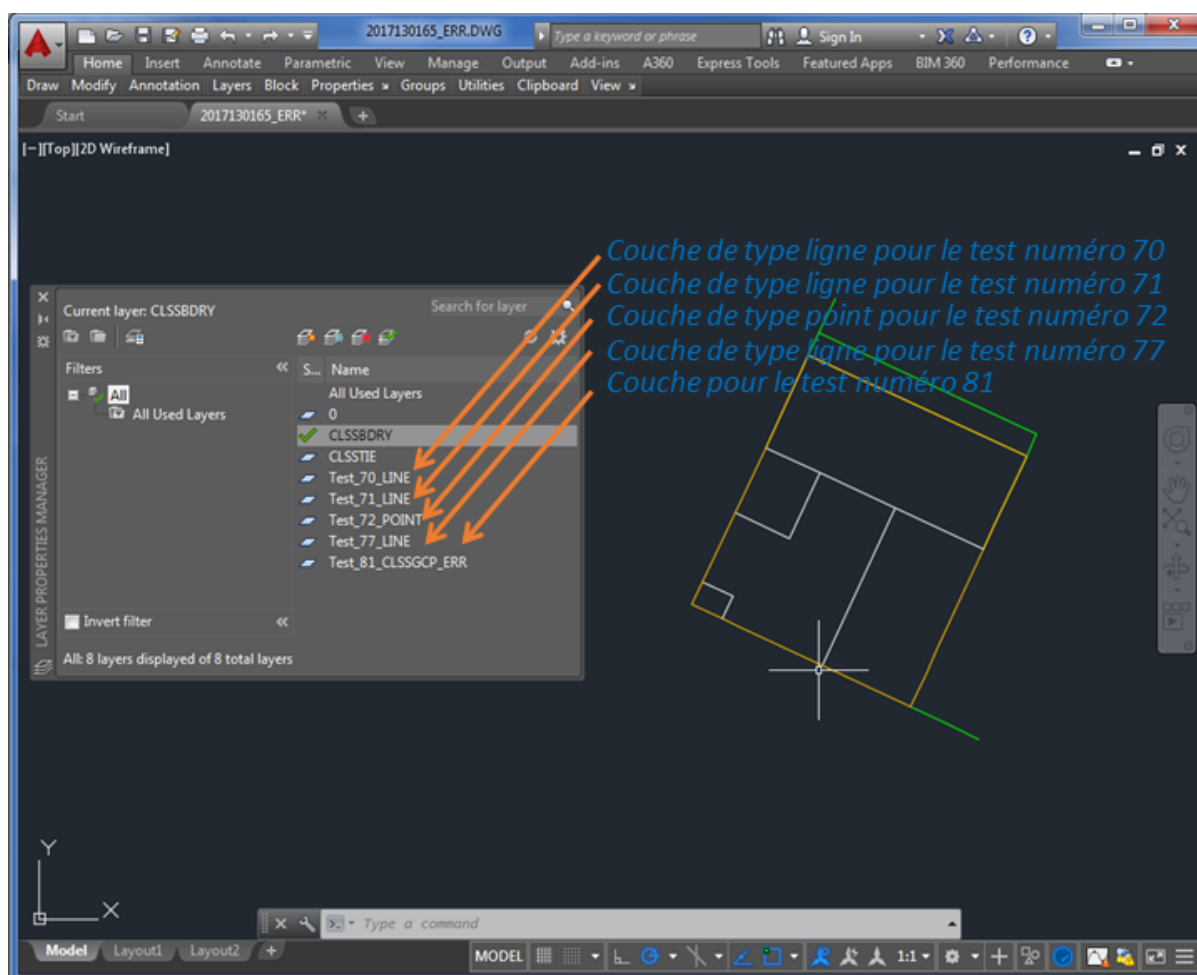 2017130165_ERR.DWG
Type a keyword or phrase
Sign In
Home Insert Annotate Parametric View Manage Output Add-ins A360 Express Tools Featured Apps BIM 360 Performance
Draw Modify Annotation Layers Block Properties Groups Utilities Clipboard View
Start 2017130165_ERR*
[−][Top][2D Wireframe]
Couche de type ligne pour le test numéro 70
Couche de type ligne pour le test numéro 71
Couche de type point pour le test numéro 72
Couche de type ligne pour le test numéro 77
Couche pour le test numéro 81
Current layer: CLSSBDRY
Search for layer
Filters
All
All Used Layers
S... Name
All Used Layers
0
CLSSBDRY
CLSSTIE
Test_70_LINE
Test_71_LINE
Test_72_POINT
Test_77_LINE
Test_81_CLSSGCP_ERR
Invert filter
All: 8 layers displayed of 8 total layers
LAYER PROPERTIES MANAGER
Y
X
Type a command
Model Layout1 Layout2 +
MODEL
1:1